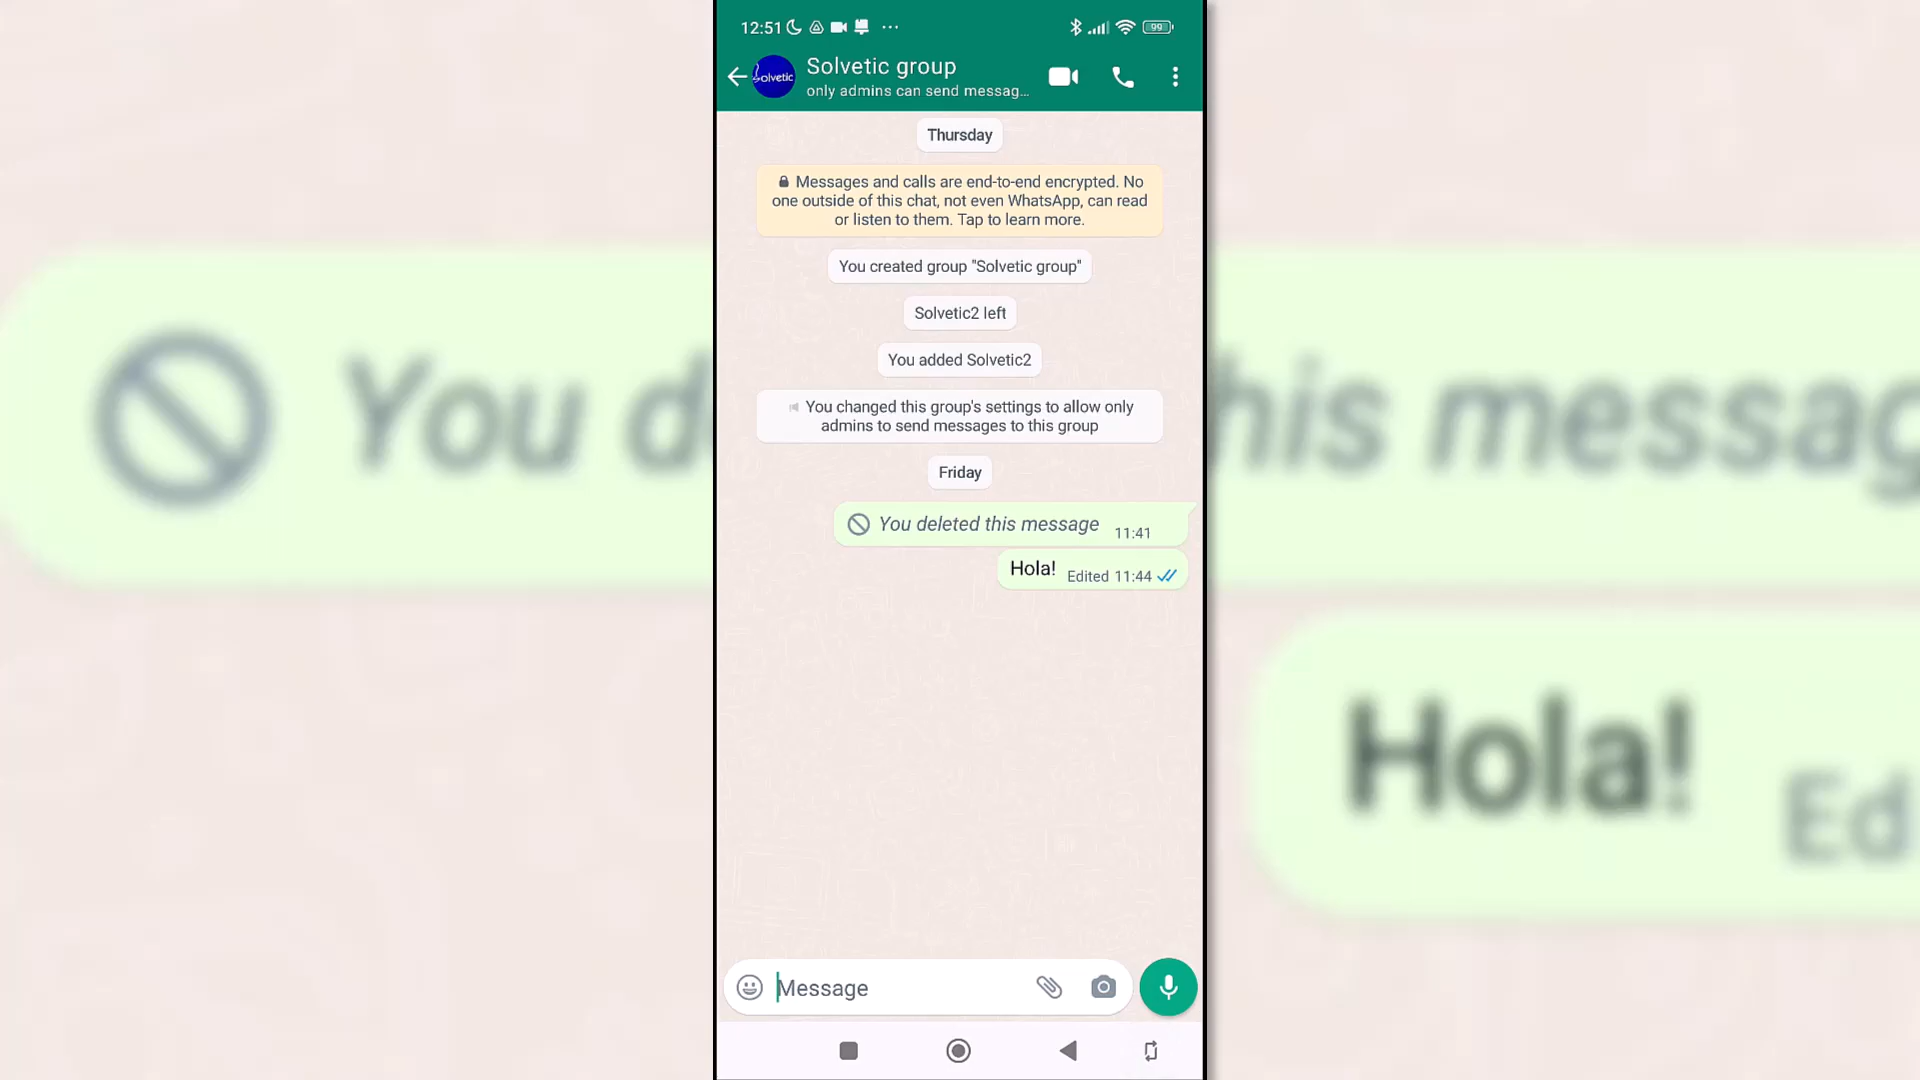 12:51
99
Solvetic group
only admins can send messag...
Solvetic
Thursday
Messages and calls are end-to-end encrypted. No
one outside of this chat, not even WhatsApp, can read
or listen to them. Tap to learn more.
You created group "Solvetic group"
Solvetic2 left
You added Solvetic2
You changed this group's settings to allow only
admins to send messages to this group
Friday
You deleted this message 11:41
Hola! Edited 11:44
Message
You d
his messag
Hola! Ed